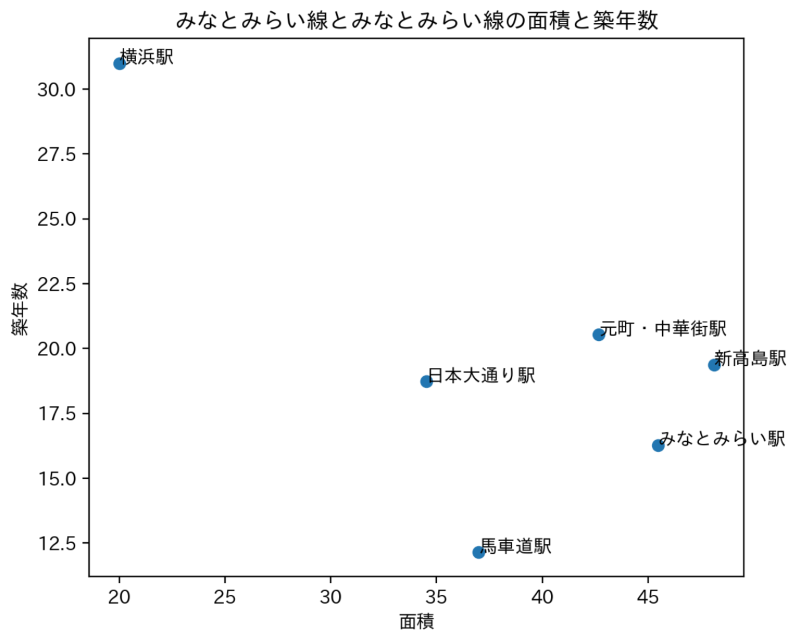 みなとみらい線とみなとみらい線の面積と築年数
横浜駅
元町・中華街駅
新高島駅
日本大通り駅
みなとみらい駅
馬車道駅
築年数
30.0
27.5
25.0
22.5
20.0
17.5
15.0
12.5
20 25 30 35 40 45
面積